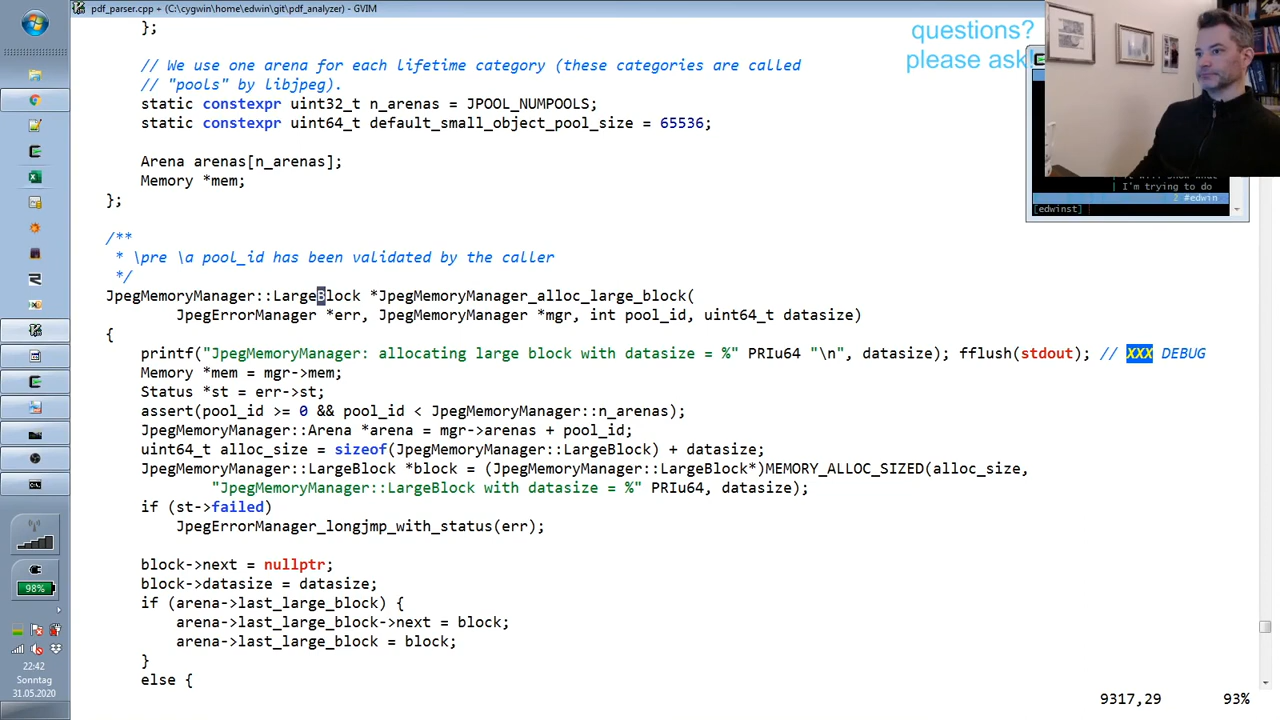 pdf_parser.cpp + (C:\cygwin\home\edwin\git\pdf_analyzer) - GVIM
questions?
please ask!
};
// We use one arena for each lifetime category (these categories are called
// "pools" by libjpeg).
static constexpr uint32_t n_arenas = JPOOL_NUMPOOLS;
static constexpr uint64_t default_small_object_pool_size = 65536;
Arena arenas[n_arenas];
Memory *mem;
};
I'm trying to do
2 #edwin
[edwinst]
/**
* \pre \a pool_id has been validated by the caller
*/
JpegMemoryManager::LargeBlock *JpegMemoryManager_alloc_large_block(
JpegErrorManager *err, JpegMemoryManager *mgr, int pool_id, uint64_t datasize)
{
printf("JpegMemoryManager: allocating large block with datasize = %" PRIu64 "\n", datasize); fflush(stdout); // XXX DEBUG
Memory *mem = mgr->mem;
Status *st = err->st;
assert(pool_id >= 0 && pool_id < JpegMemoryManager::n_arenas);
JpegMemoryManager::Arena *arena = mgr->arenas + pool_id;
uint64_t alloc_size = sizeof(JpegMemoryManager::LargeBlock) + datasize;
JpegMemoryManager::LargeBlock *block = (JpegMemoryManager::LargeBlock*)MEMORY_ALLOC_SIZED(alloc_size,
"JpegMemoryManager::LargeBlock with datasize = %" PRIu64, datasize);
if (st->failed)
JpegErrorManager_longjmp_with_status(err);
block->next = nullptr;
block->datasize = datasize;
if (arena->last_large_block) {
arena->last_large_block->next = block;
arena->last_large_block = block;
}
else {
9317,29 93%
98%
22:42
Sonntag
31.05.2020